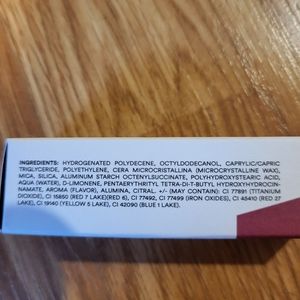 INGREDIENTS: HYDROGENATED POLYDECENE, OCTYLDODECANOL, CAPRYLIC/CAPRIC
TRIGLYCERIDE, POLYETHYLENE, CERA MICROCRISTALLINA (MICROCRYSTALLINE WAX),
MICA, SILICA, ALUMINUM STARCH OCTENYLSUCCINATE, POLYHYDROXYSTEARIC ACID,
AQUA (WATER), D-LIMONENE, PENTAERYTHRITYL TETRA-DI-T-BUTYL HYDROXYHYDROCIN-
NAMATE, AROMA (FLAVOR), ALUMINA, CITRAL. +/- (MAY CONTAIN): CI 77891 (TITANIUM
DIOXIDE), CI 15850 (RED 7 LAKE)(RED 6), CI 77492, CI 77499 (IRON OXIDES), CI 45410 (RED 27
LAKE), CI 19140 (YELLOW 5 LAKE), CI 42090 (BLUE 1 LAKE).